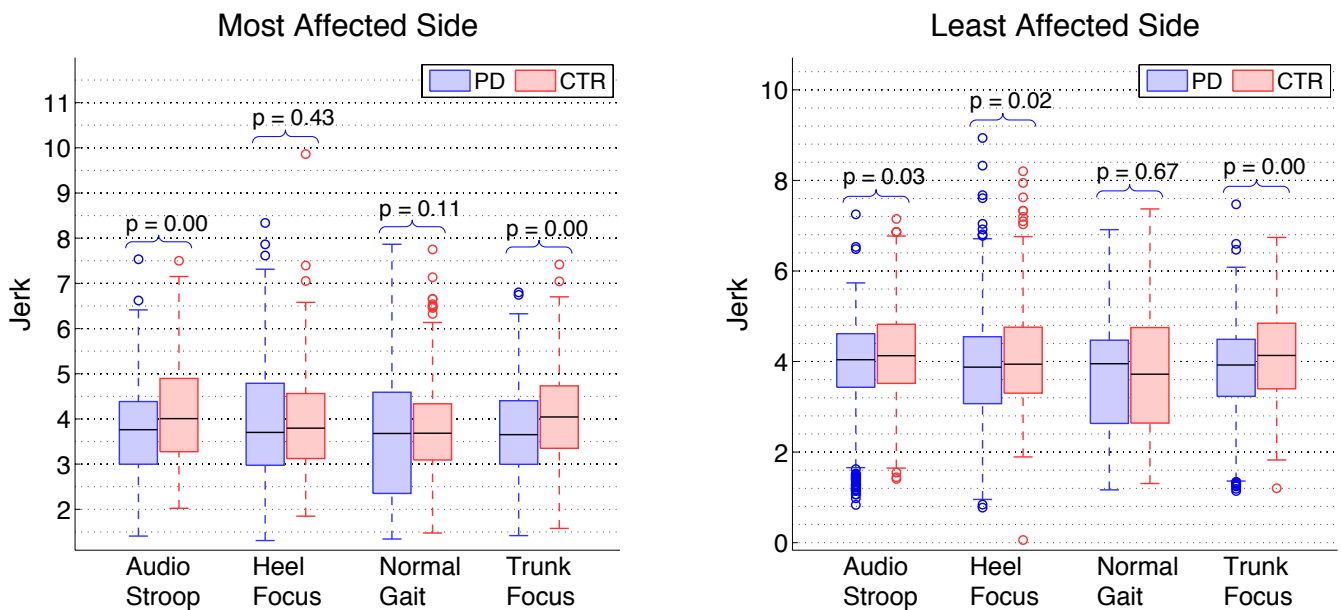 Most Affected Side
PD
CTR
p = 0.00
p = 0.43
p = 0.11
p = 0.00
Jerk
11
10
9
8
7
6
5
4
3
2
Audio
Stroop
Heel
Focus
Normal
Gait
Trunk
Focus
Least Affected Side
PD
CTR
p = 0.03
p = 0.02
p = 0.67
p = 0.00
Jerk
10
8
6
4
2
0
Audio
Stroop
Heel
Focus
Normal
Gait
Trunk
Focus